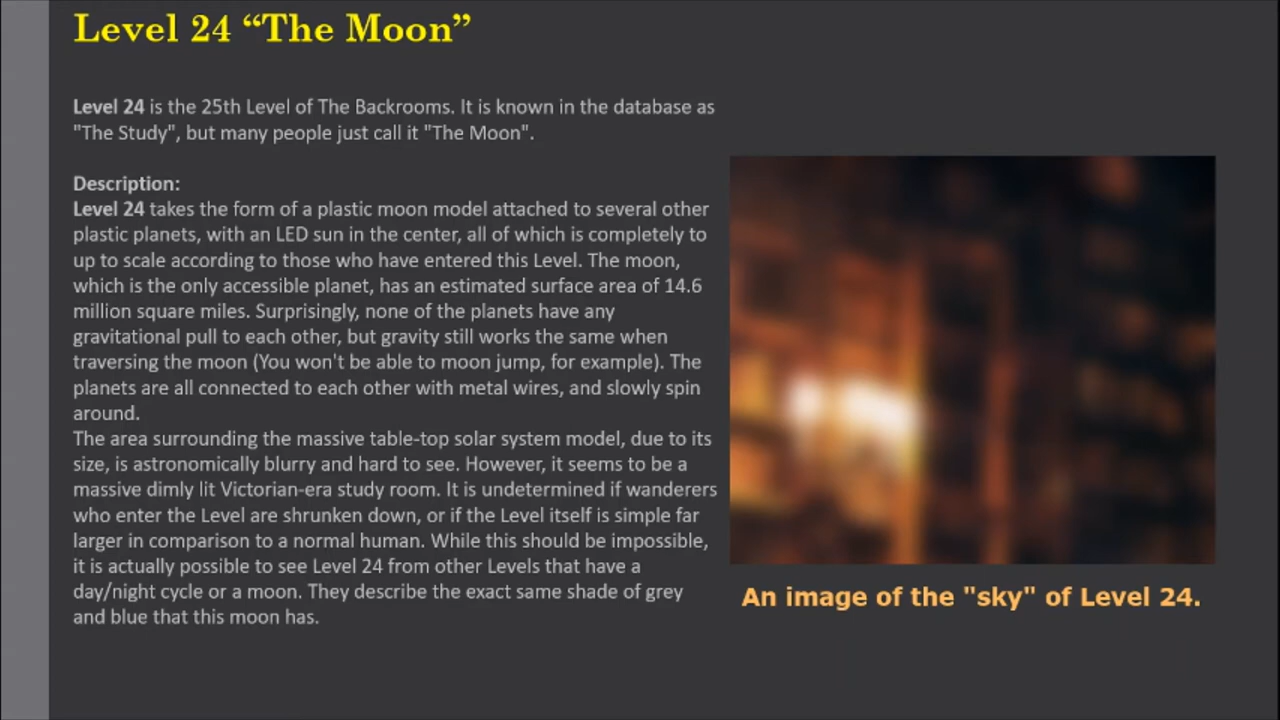 Level 24 “The Moon”
Level 24 is the 25th Level of The Backrooms. It is known in the database as
"The Study", but many people just call it "The Moon".
Description:
Level 24 takes the form of a plastic moon model attached to several other
plastic planets, with an LED sun in the center, all of which is completely to
up to scale according to those who have entered this Level. The moon,
which is the only accessible planet, has an estimated surface area of 14.6
million square miles. Surprisingly, none of the planets have any
gravitational pull to each other, but gravity still works the same when
traversing the moon (You won't be able to moon jump, for example). The
planets are all connected to each other with metal wires, and slowly spin
around.
The area surrounding the massive table-top solar system model, due to its
size, is astronomically blurry and hard to see. However, it seems to be a
massive dimly lit Victorian-era study room. It is undetermined if wanderers
who enter the Level are shrunken down, or if the Level itself is simple far
larger in comparison to a normal human. While this should be impossible,
it is actually possible to see Level 24 from other Levels that have a
day/night cycle or a moon. They describe the exact same shade of grey
and blue that this moon has.
An image of the "sky" of Level 24.